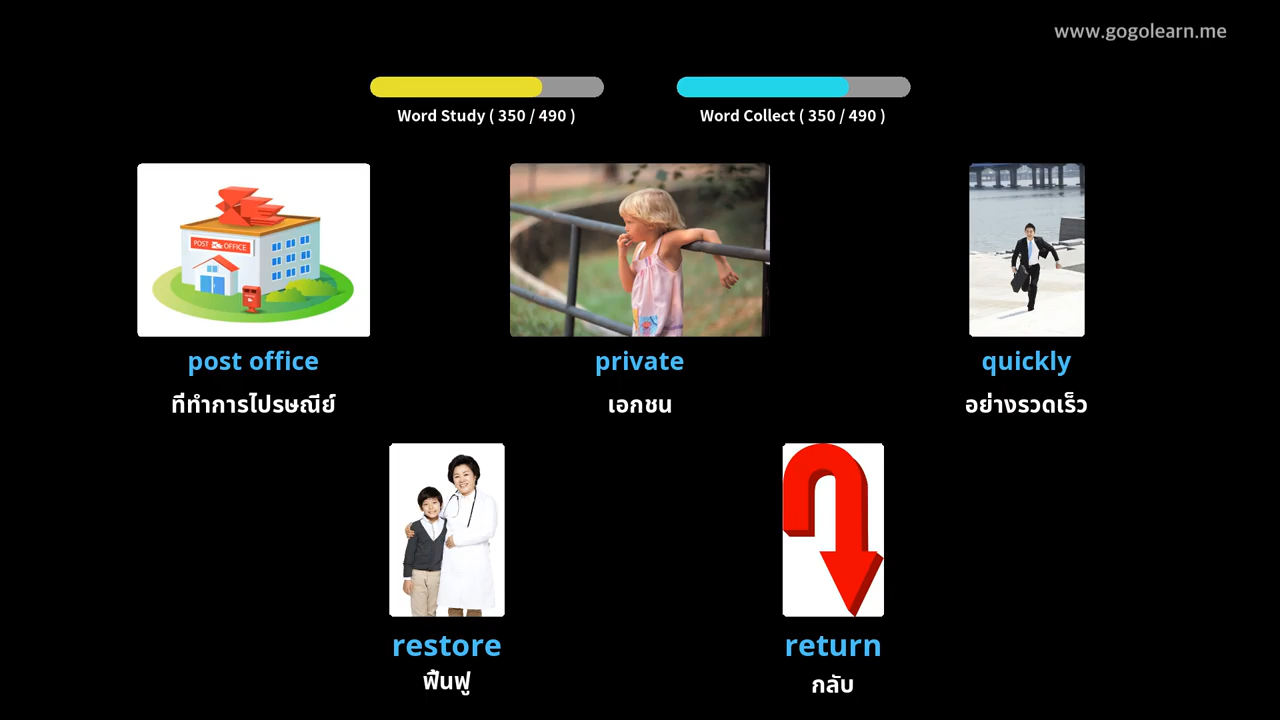 www.gogolearn.me
Word Study ( 350 / 490 )
Word Collect ( 350 / 490 )
POST OFFICE
post office
private
quickly
ที่ทำการไปรษณีย์
เอกชน
อย่างรวดเร็ว
restore
return
ฟื้นฟู
กลับ